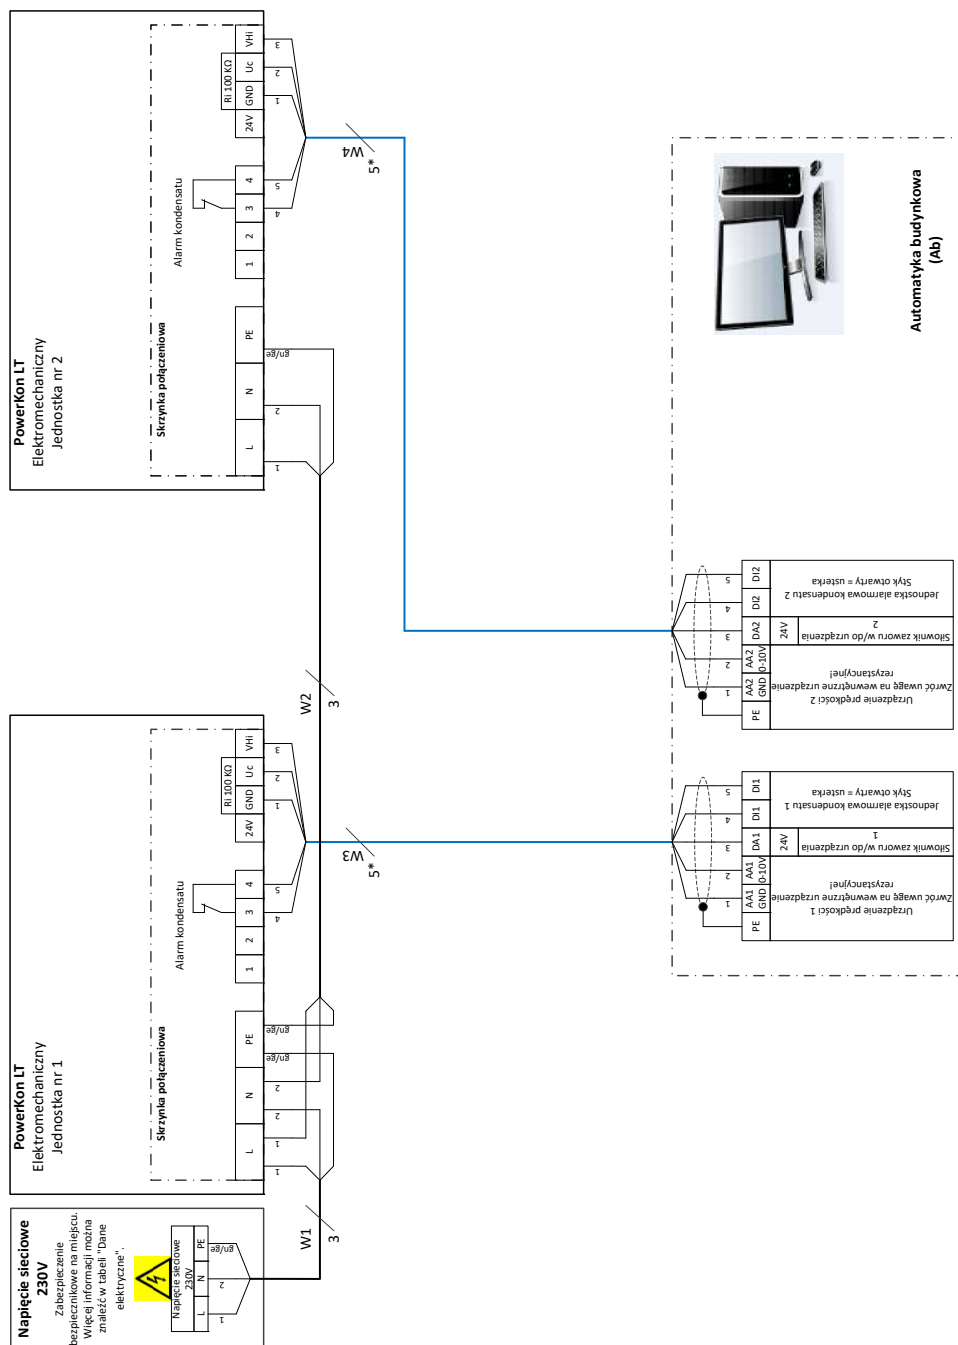 PowerKon LT
Elektromechaniczny
Jednostka nr 2
Skrzynka połączeniowa
Alarm kondensatu
Ri 100 KΩ
L
N
PE
1
2
3
4
24V
GND
Uc
VHi
1
2
gn/ge
4
5
1
2
3
W4
5*
Automatyka budynkowa
(Ab)
PowerKon LT
Elektromechaniczny
Jednostka nr 1
Skrzynka połączeniowa
Alarm kondensatu
Ri 100 KΩ
L
N
PE
1
2
3
4
24V
GND
Uc
VHi
1
1
2
2
gn/ge
gn/ge
4
5
1
2
3
W2
3
W3
5*
Napięcie sieciowe
230V
Zabezpieczenie
bezpiecznikowe na miejscu.
Więcej informacji można
znaleźć w tabeli "Dane
elektryczne".
Napięcie sieciowe
230V
L
N
PE
1
2
gn/ge
W1
3
PE
AA2
GND
AA2
0-10V
DA2
DI2
DI2
24V
1
2
3
4
5
Urządzenie prędkości 2
Zwróć uwagę na wewnętrzne urządzenie
rezystancyjne!
Siłownik zaworu w/do urządzenia
2
Jednostka alarmowa kondensatu 2
Styk otwarty = usterka
PE
AA1
GND
AA1
0-10V
DA1
DI1
DI1
24V
1
2
3
4
5
Urządzenie prędkości 1
Zwróć uwagę na wewnętrzne urządzenie
rezystancyjne!
Siłownik zaworu w/do urządzenia
1
Jednostka alarmowa kondensatu 1
Styk otwarty = usterka